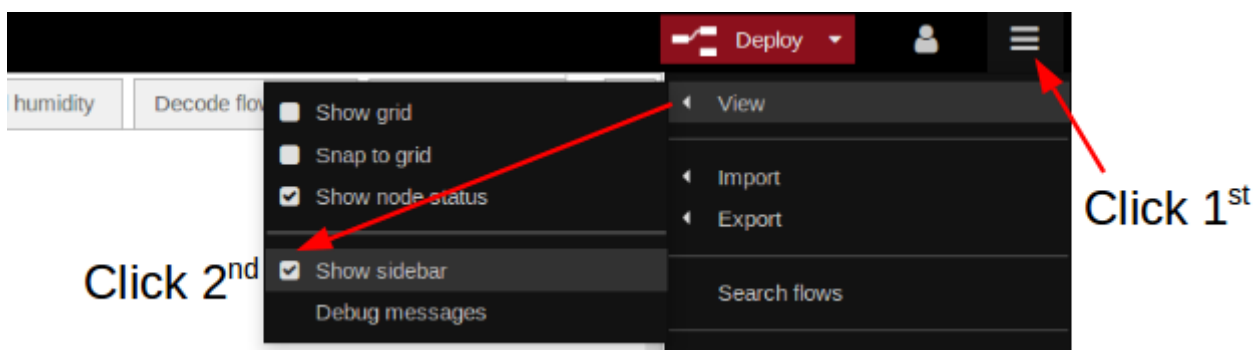 Deploy
humidity
Decode flow
Show grid
Snap to grid
Show node status
Show sidebar
Debug messages
View
Import
Export
Search flows
Click 1st
Click 2nd